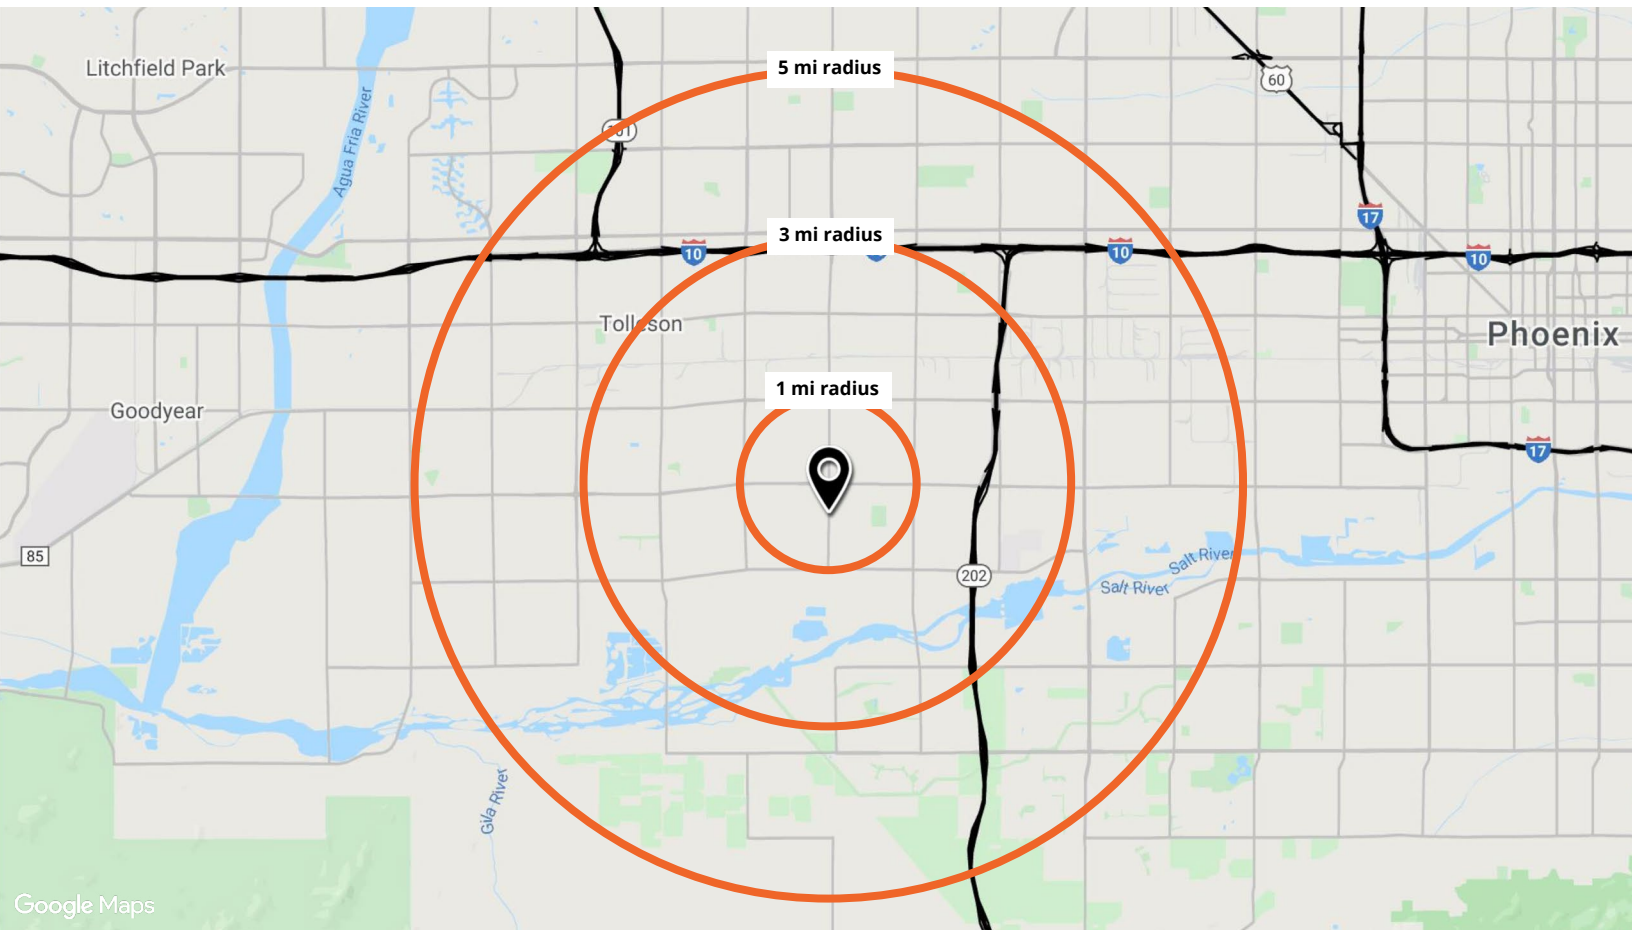 5 mi radius
Litchfield Park
60
Agua Fria River
101
17
3 mi radius
10
10
10
Tolleson
Phoenix
1 mi radius
Goodyear
17
85
Salt River
202
Salt River
Gila River
Google Maps